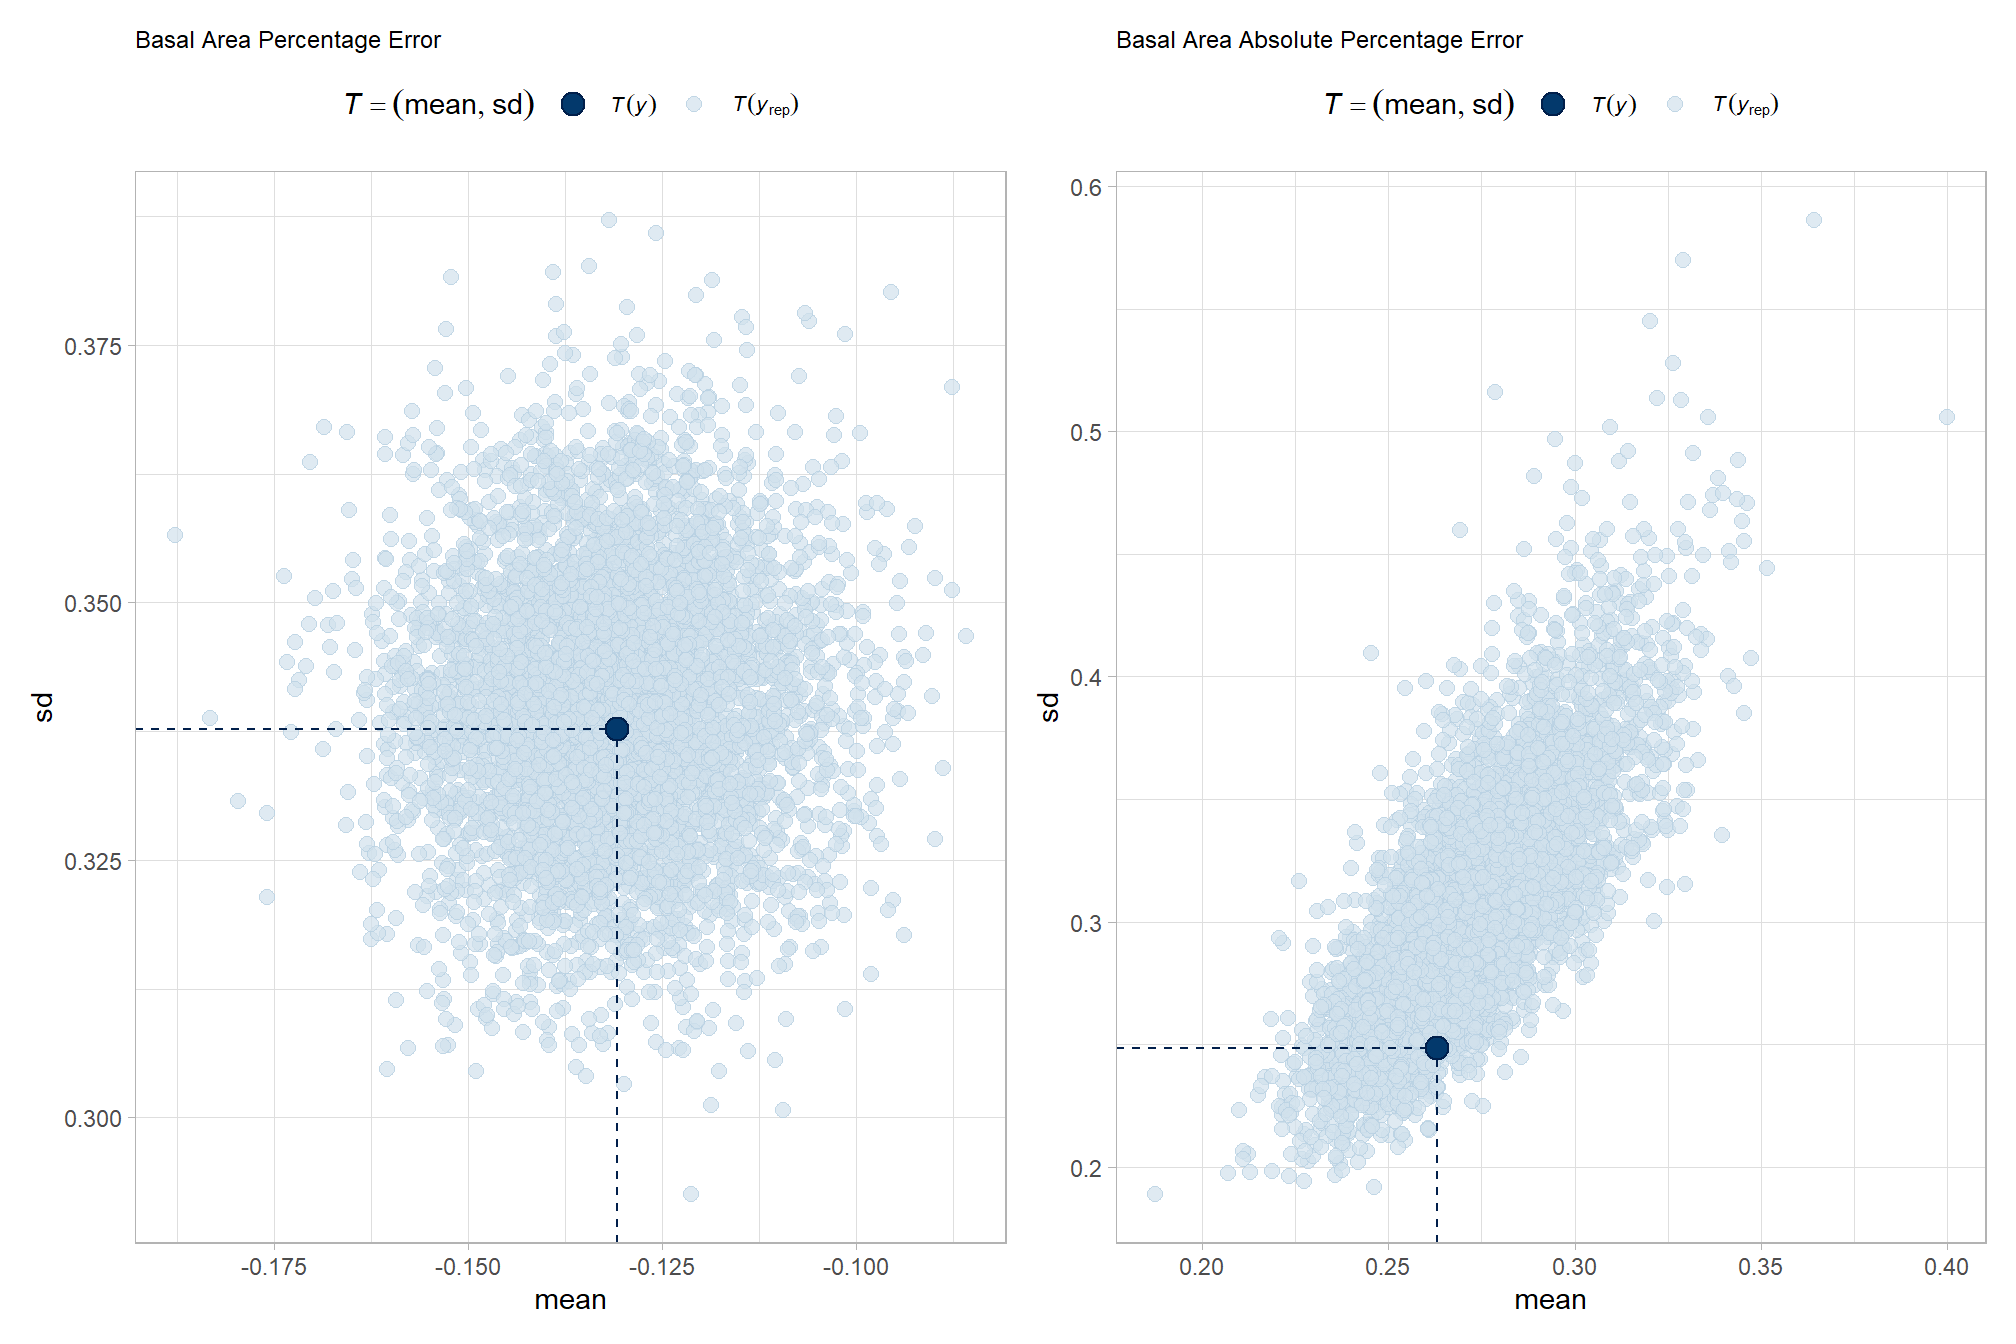 Basal Area Percentage Error
T = (mean, sd) T(y) T(yrep)
0.375
0.350
0.325
0.300
sd
-0.175 -0.150 -0.125 -0.100
mean
Basal Area Absolute Percentage Error
T = (mean, sd) T(y) T(yrep)
0.6
0.5
0.4
0.3
0.2
sd
0.20 0.25 0.30 0.35 0.40
mean